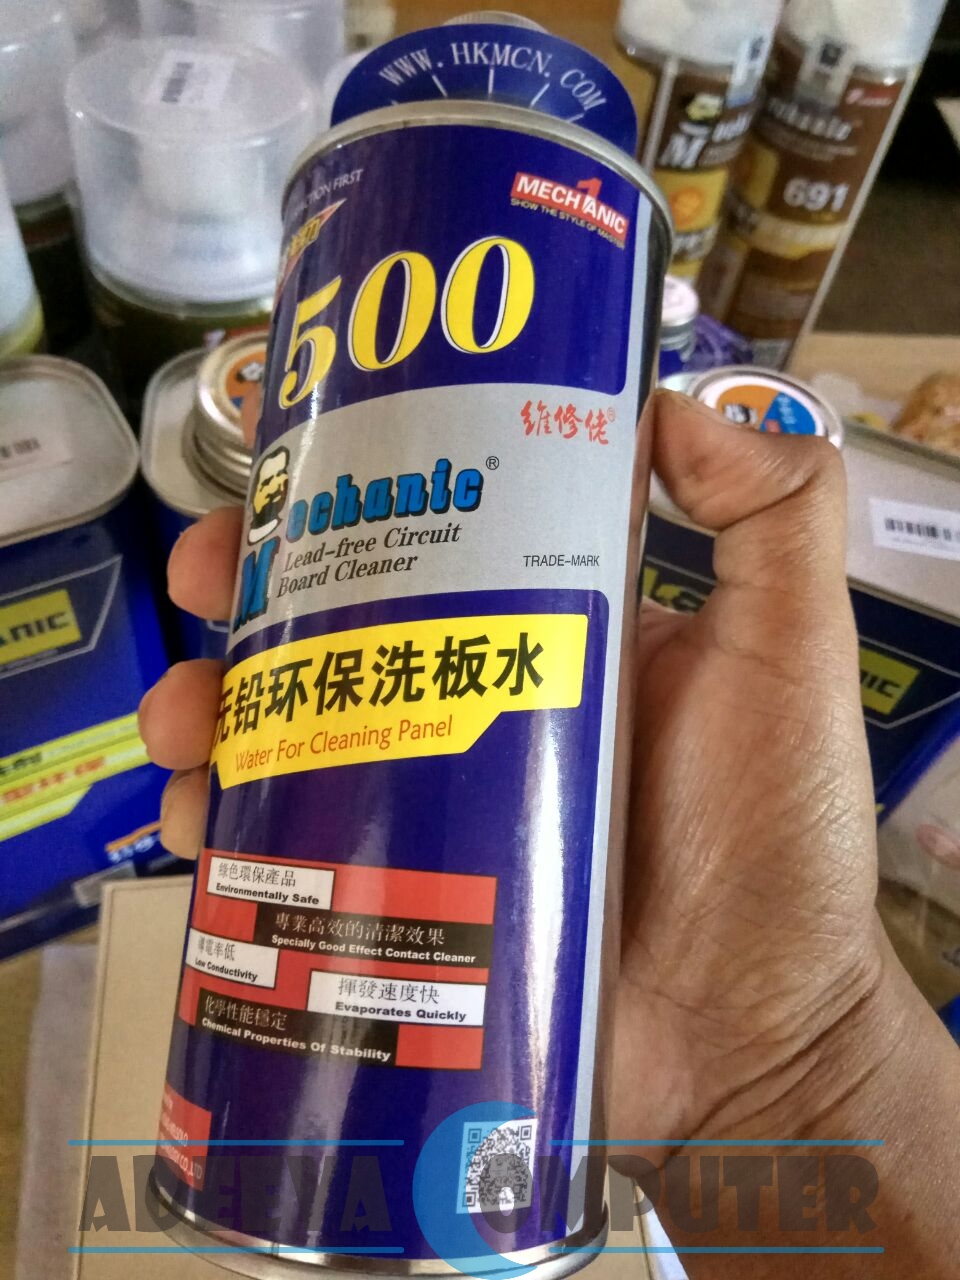 WWW.HKMCN.COM
FIRST
MECHANIC
SHOW THE STYLE OF MASTER
500
維修佬®
Mechanic®
Lead-free Circuit
Board Cleaner
TRADE-MARK
无铅环保洗板水
Water For Cleaning Panel
綠色環保產品
Environmentally Safe
專業高效的清潔效果
Specially Good Effect Contact Cleaner
導電率低
Low Conductivity
揮發速度快
Evaporates Quickly
化學性能穩定
Chemical Properties Of Stability
691
ADEEYA COMPUTER